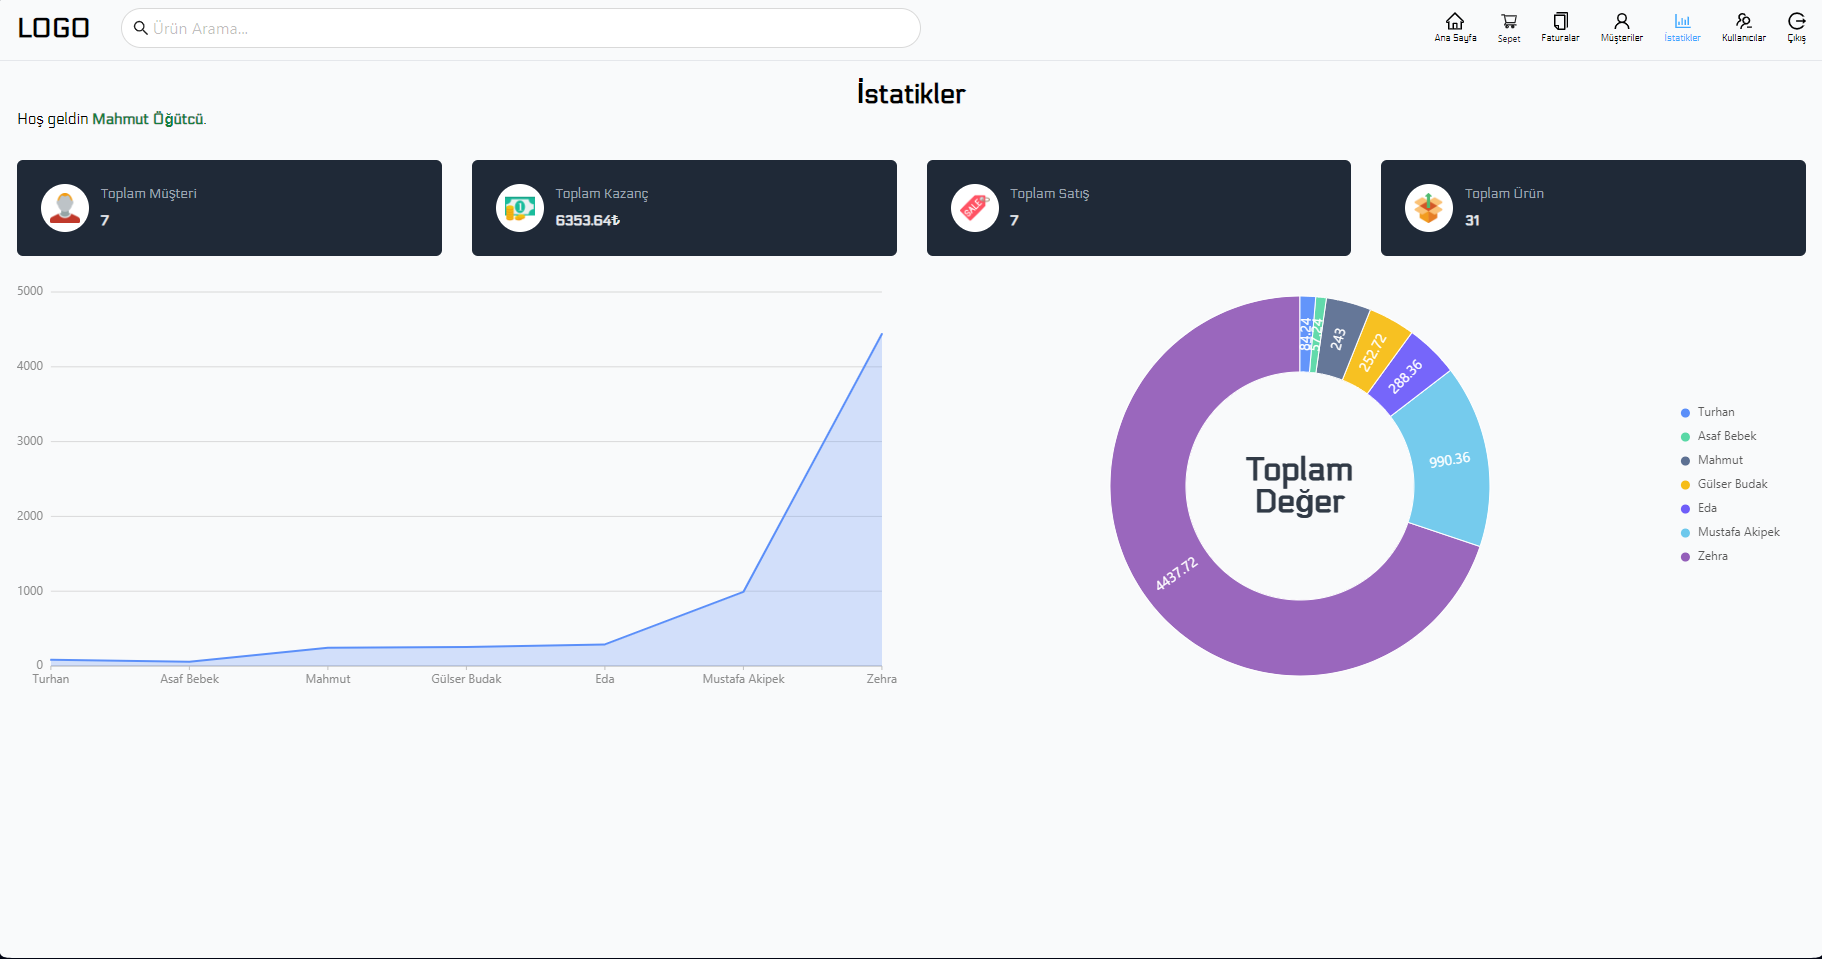 LOGO
Ürün Arama...
Ana Sayfa
Sepet
Faturalar
Müşteriler
İstatikler
Kullanıcılar
Çıkış
İstatikler
Hoş geldin Mahmut Öğütcü.
Toplam Müşteri
7
Toplam Kazanç
6353.64₺
SALE
Toplam Satış
7
Toplam Ürün
31
5000
4000
3000
2000
1000
0
Turhan
Asaf Bebek
Mahmut
Gülser Budak
Eda
Mustafa Akipek
Zehra
84.24
57.24
243
252.72
288.36
990.36
4437.72
Toplam
Değer
Turhan
Asaf Bebek
Mahmut
Gülser Budak
Eda
Mustafa Akipek
Zehra